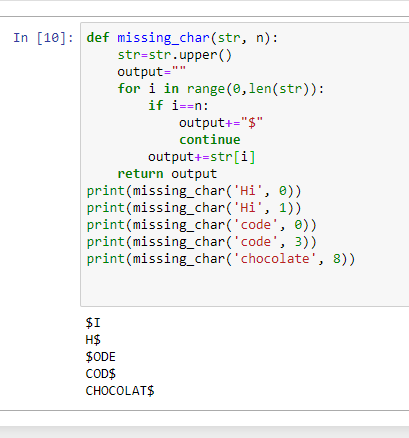 In [10]: def missing_char(str, n):
    str=str.upper()
    output=""
    for i in range(0,len(str)):
        if i==n:
            output+="$"
            continue
        output+=str[i]
    return output
print(missing_char('Hi', 0))
print(missing_char('Hi', 1))
print(missing_char('code', 0))
print(missing_char('code', 3))
print(missing_char('chocolate', 8))
$I
H$
$ODE
COD$
CHOCOLAT$